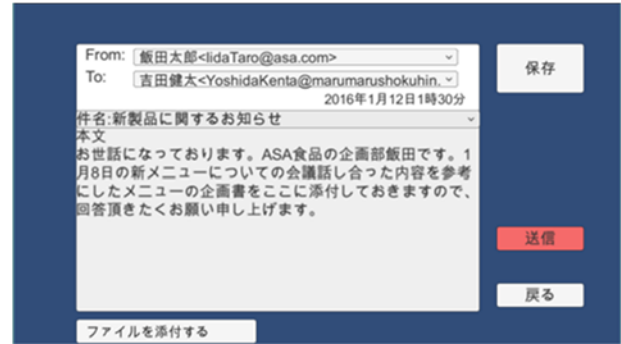 From: 飯田太郎<IidaTaro@asa.com>
To: 吉田健太<YoshidaKenta@marumarushokuhin.
保存
2016年1月12日1時30分
件名:新製品に関するお知らせ
本文
お世話になっております。ASA食品の企画部飯田です。1
月8日の新メニューについての会議話し合った内容を参考
にしたメニューの企画書をここに添付しておきますので、
回答頂きたくお願い申し上げます。
送信
戻る
ファイルを添付する